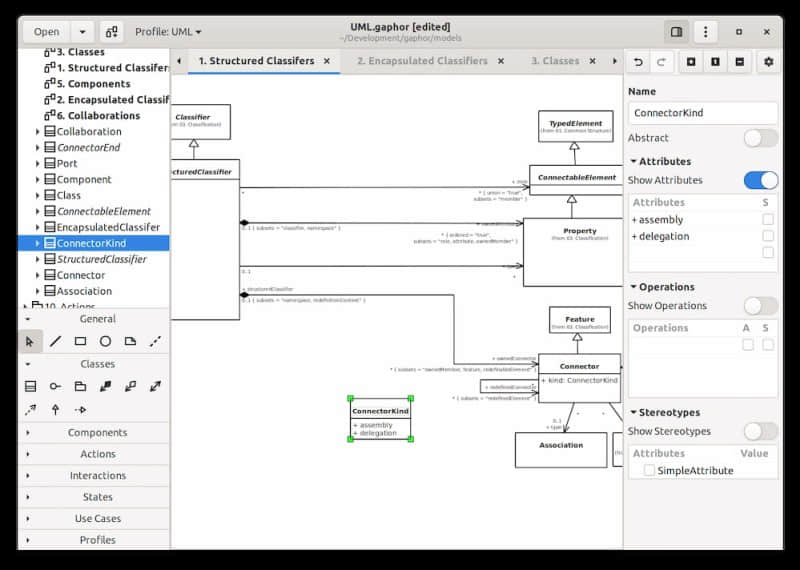 Open
Profile: UML
UML.gaphor [edited]
~/Development/gaphor/models
3. Classes
1. Structured Classifer
5. Components
2. Encapsulated Classif
6. Collaborations
Collaboration
ConnectorEnd
Port
Component
Class
ConnectableElement
EncapsulatedClassifer
ConnectorKind
StructuredClassifier
Connector
Association
10. Actions
General
Classes
Components
Actions
Interactions
States
Use Cases
Profiles
1. Structured Classifers
2. Encapsulated Classifiers
3. Classes
Classifier
(from 03. Classification)
cturedClassifier
*
+ role
* { union = "true",
subsets = "member" }
0..1 { subsets = "classifier, namespace" }
* { ordered = "true",
subsets = "role, attribute, ownedMember" }
0..1
*
+ structuredClassifier
0..1 { subsets = "namespace, redefinitionContext" }
TypedElement
(from 02. Common Structure)
ConnectableElement
Property
(from 03. Classification)
Feature
(from 03. Classification)
+ ownedConnector
* { subsets = "ownedMember, feature, redefinableElement" }
+ redefinedConnector
* { subsets = "redefinedElement" }
Connector
+ kind: ConnectorKind
ConnectorKind
+ assembly
+ delegation
0..1
+ type
*
*
Association
Name
ConnectorKind
Abstract
Attributes
Show Attributes
Attributes S
+ assembly
+ delegation
Operations
Show Operations
Operations A S
Stereotypes
Show Stereotypes
Attributes Value
SimpleAttribute